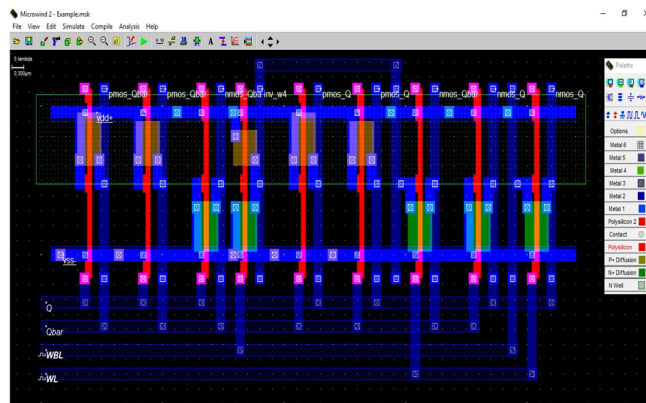 Microwind 2 - Example.msk
File View Edit Simulate Compile Analysis Help
5 lambda
0.300µm
Palette
pmos_Qbar pmos_Qbar nmos_Qba inv_w4 pmos_Q pmos_Q nmos_Qbar nmos_Q nmos_Q
Vdd+
Vss-
Q
Qbar
WBL
WL
Options
Metal 6
Metal 5
Metal 4
Metal 3
Metal 2
Metal 1
Polysilicon 2
Contact
Polysilicon
P+ Diffusion
N+ Diffusion
N Well